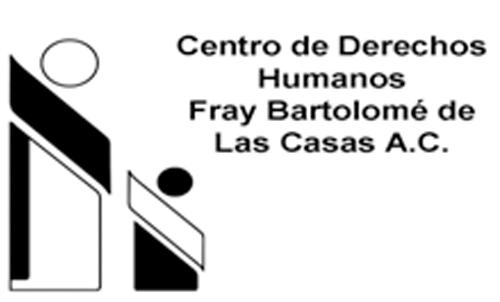 Centro de Derechos
Humanos
Fray Bartolomé de
Las Casas A.C.